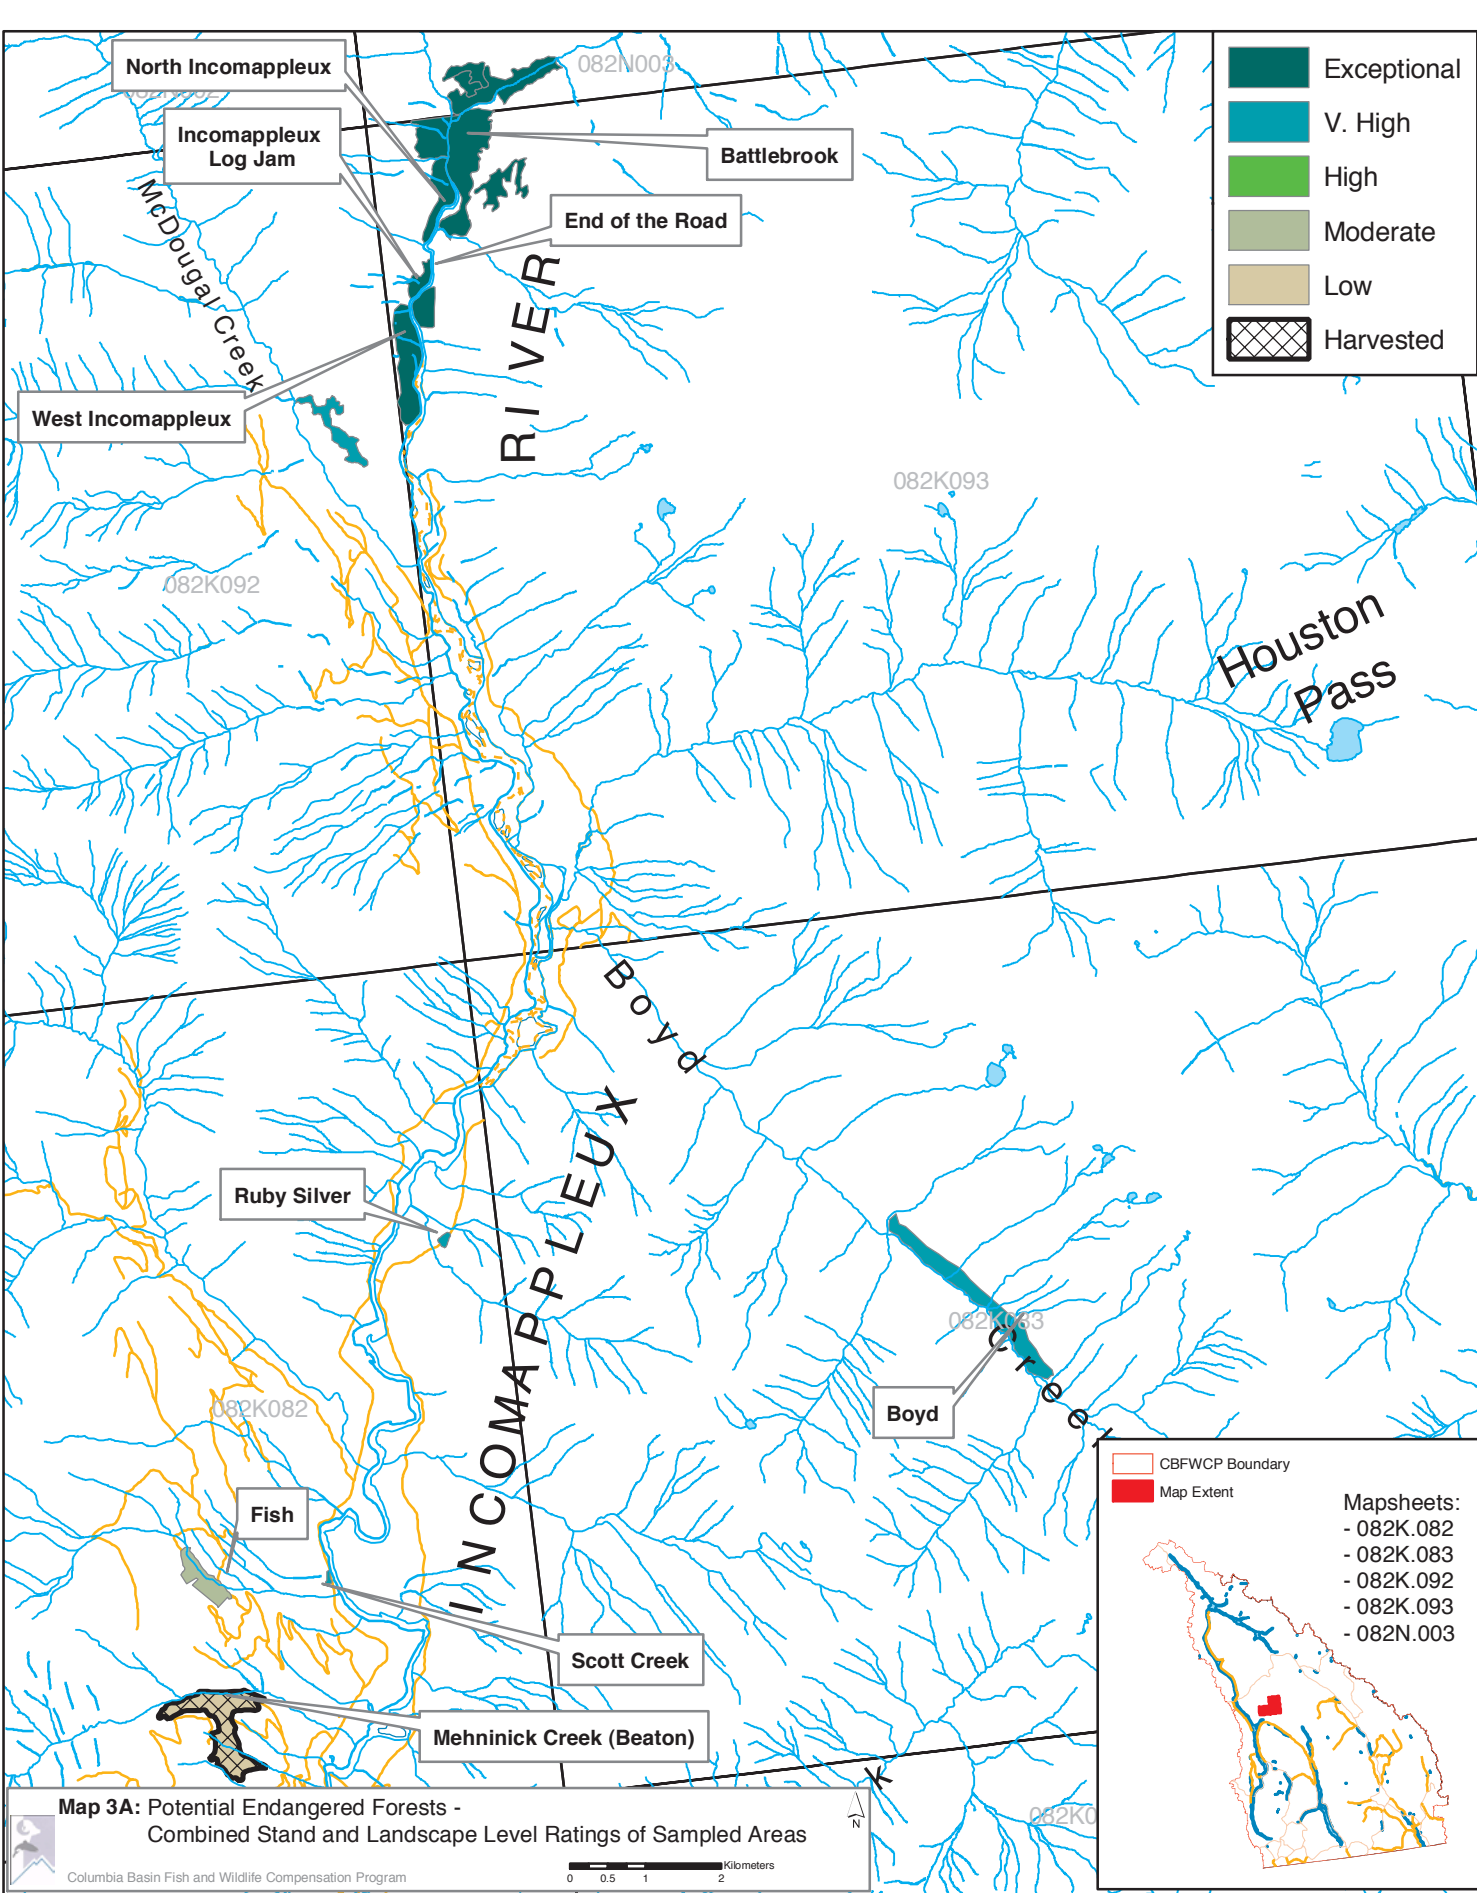 North Incomappleux
082N003
Incomappleux
Log Jam
Battlebrook
End of the Road
McDougal Creek
RIVER
West Incomappleux
Exceptional
V. High
High
Moderate
Low
Harvested
082K093
082K092
Houston
Pass
Boyd
Creek
INCOMAPPLEUX
Ruby Silver
082K083
Boyd
082K082
Fish
Scott Creek
Mehninick Creek (Beaton)
082K0
CBFWCP Boundary
Map Extent
Mapsheets:
- 082K.082
- 082K.083
- 082K.092
- 082K.093
- 082N.003
Map 3A: Potential Endangered Forests -
Combined Stand and Landscape Level Ratings of Sampled Areas
Columbia Basin Fish and Wildlife Compensation Program
N
Kilometers
0 0.5 1 2